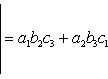 = a₁b₂c₃ + a₂b₃c₁